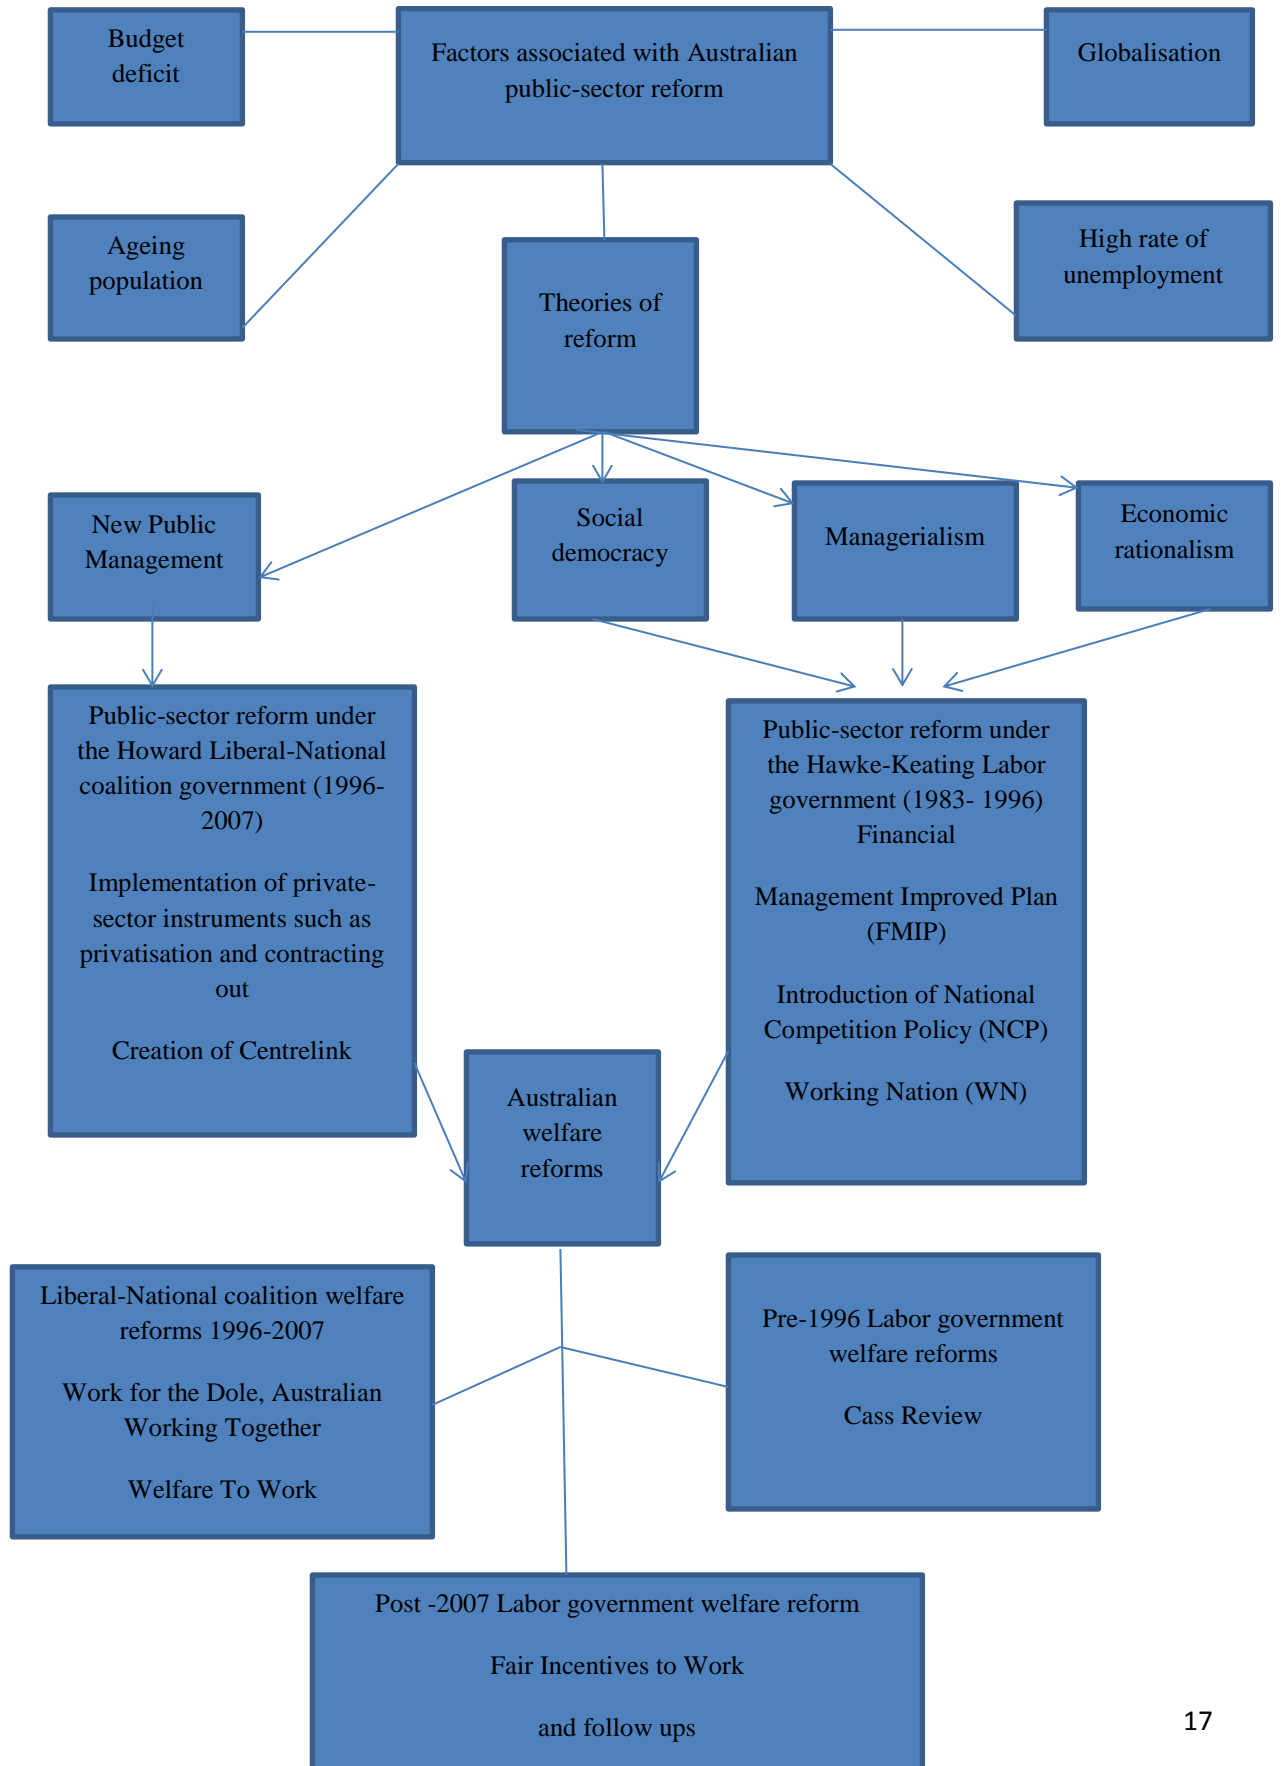 Budget
deficit
Factors associated with Australian
public-sector reform
Globalisation
Ageing
population
Theories of
reform
High rate of
unemployment
New Public
Management
Social
democracy
Managerialism
Economic
rationalism
Public-sector reform under
the Howard Liberal-National
coalition government (1996-
2007)
Implementation of private-
sector instruments such as
privatisation and contracting
out
Creation of Centrelink
Public-sector reform under
the Hawke-Keating Labor
government (1983- 1996)
Financial
Management Improved Plan
(FMIP)
Introduction of National
Competition Policy (NCP)
Working Nation (WN)
Australian
welfare
reforms
Liberal-National coalition welfare
reforms 1996-2007
Work for the Dole, Australian
Working Together
Welfare To Work
Pre-1996 Labor government
welfare reforms
Cass Review
Post -2007 Labor government welfare reform
Fair Incentives to Work
and follow ups
17